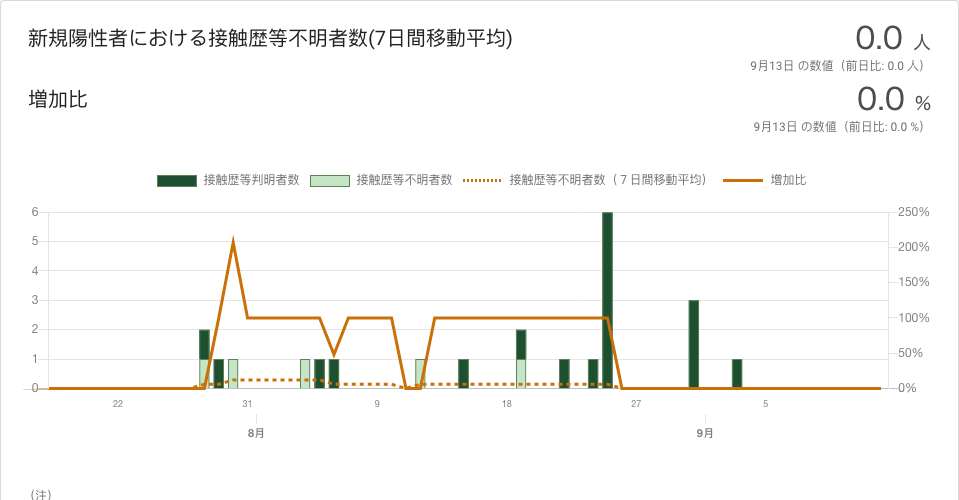 新規陽性者における接触歴等不明者数(7日間移動平均)
0.0 人
9月13日 の数値（前日比: 0.0 人）
増加比
0.0 %
9月13日 の数値（前日比: 0.0 %）
接触歴等判明者数 接触歴等不明者数 接触歴等不明者数（７日間移動平均） 増加比
6 250%
5 200%
4 150%
3 100%
2 50%
1 0%
0
22 31 9 18 27 5
8月 9月
（注）